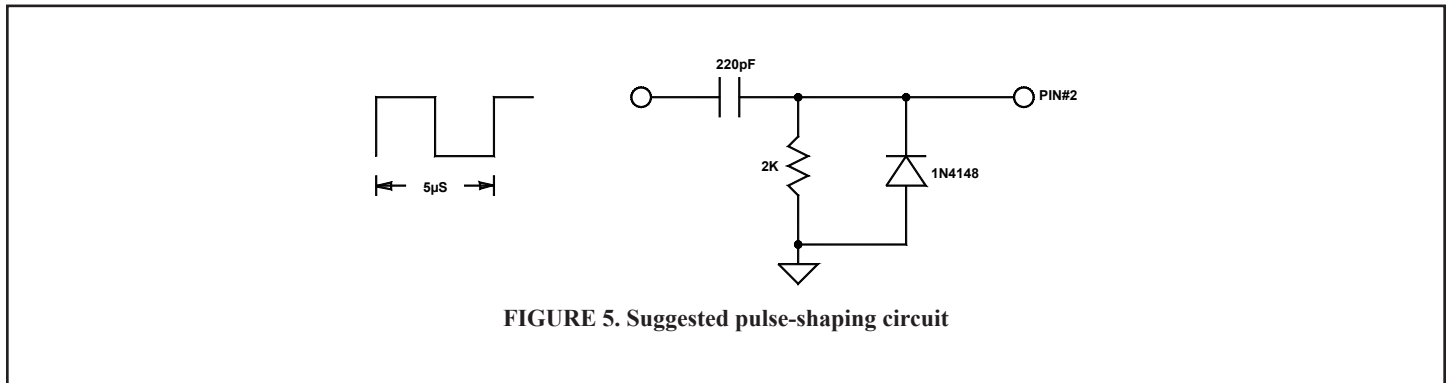 220pF
PIN#2
2K
1N4148
5µS
FIGURE 5. Suggested pulse-shaping circuit